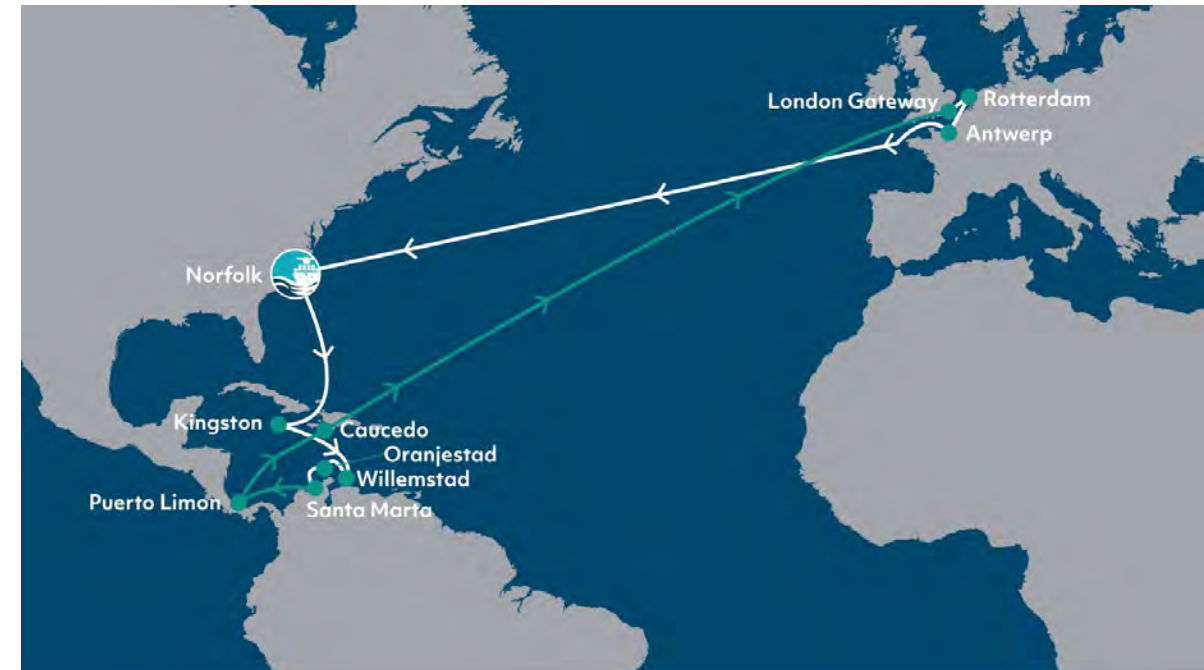 London Gateway
Rotterdam
Antwerp
Norfolk
Kingston
Caucedo
Oranjestad
Willemstad
Puerto Limon
Santa Marta